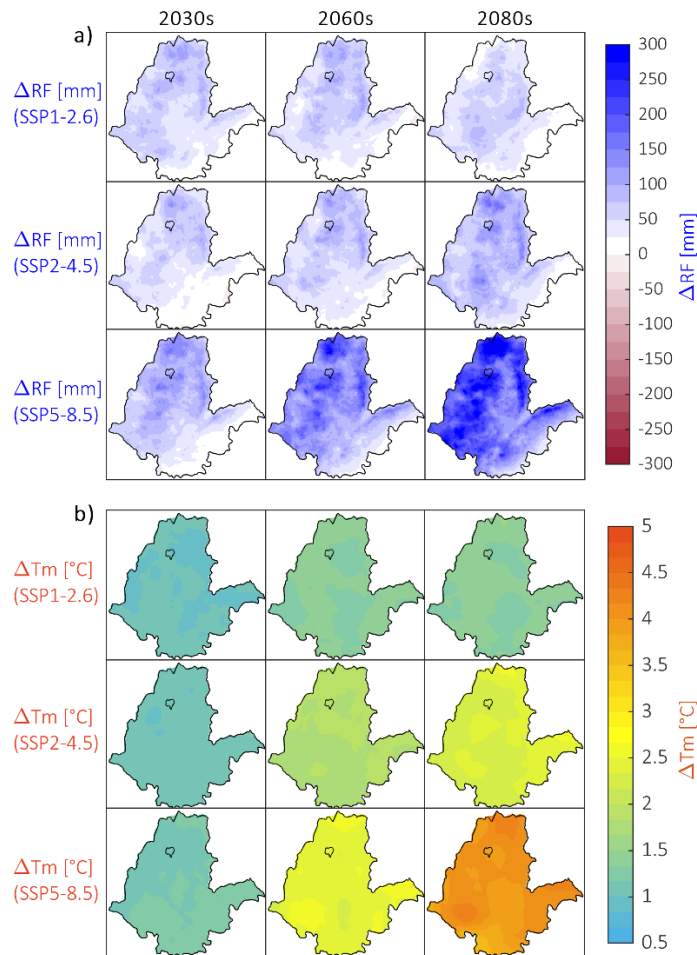 2030s 2060s 2080s
a)
ΔRF [mm]
(SSP1-2.6)
ΔRF [mm]
(SSP2-4.5)
ΔRF [mm]
(SSP5-8.5)
300
250
200
150
100
50
0
-50
-100
-150
-200
-250
-300
ΔRF [mm]
b)
ΔTm [°C]
(SSP1-2.6)
ΔTm [°C]
(SSP2-4.5)
ΔTm [°C]
(SSP5-8.5)
5
4.5
4
3.5
3
2.5
2
1.5
1
0.5
ΔTm [°C]